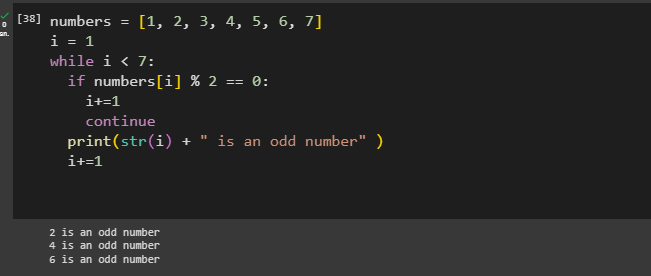 [38] numbers = [1, 2, 3, 4, 5, 6, 7]
i = 1
while i < 7:
if numbers[i] % 2 == 0:
i+=1
continue
print(str(i) + " is an odd number" )
i+=1
0
sn.
2 is an odd number
4 is an odd number
6 is an odd number